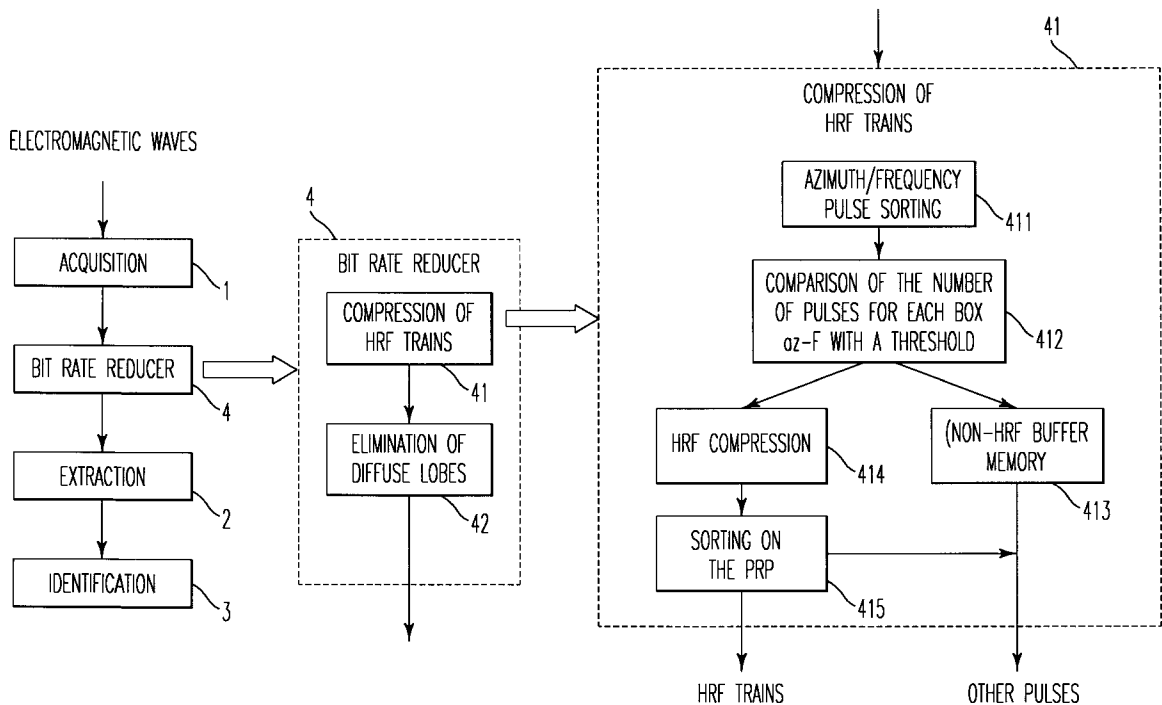 ELECTROMAGNETIC WAVES
ACQUISITION
1
BIT RATE REDUCER
4
EXTRACTION
2
IDENTIFICATION
3
4
BIT RATE REDUCER
COMPRESSION OF
HRF TRAINS
41
ELIMINATION OF
DIFFUSE LOBES
42
41
COMPRESSION OF
HRF TRAINS
AZIMUTH/FREQUENCY
PULSE SORTING
411
COMPARISON OF THE NUMBER
OF PULSES FOR EACH BOX
az-F WITH A THRESHOLD
412
HRF COMPRESSION
414
(NON-HRF BUFFER
MEMORY
413
SORTING ON
THE PRP
415
HRF TRAINS
OTHER PULSES